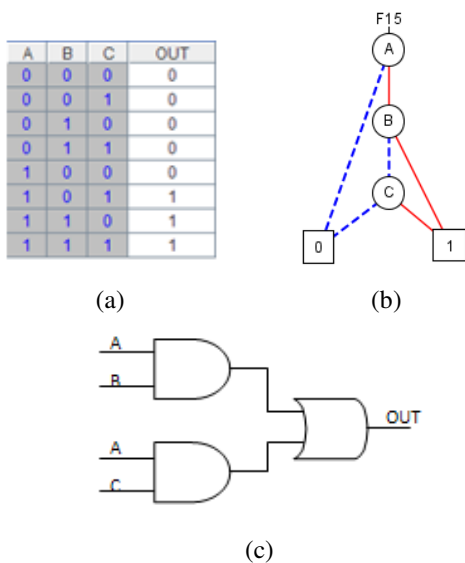 A B C OUT
0 0 0 0
0 0 1 0
0 1 0 0
0 1 1 0
1 0 0 0
1 0 1 1
1 1 0 1
1 1 1 1
(a)
F15
A
B
C
0 1
(b)
A
B
A
C
OUT
(c)